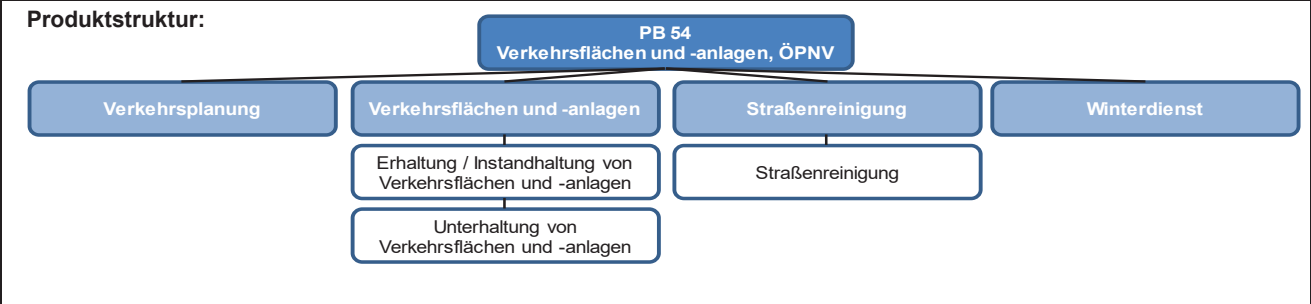 Produktstruktur:
PB 54
Verkehrsflächen und -anlagen, ÖPNV
Verkehrsplanung
Verkehrsflächen und -anlagen
Straßenreinigung
Winterdienst
Erhaltung / Instandhaltung von
Verkehrsflächen und -anlagen
Straßenreinigung
Unterhaltung von
Verkehrsflächen und -anlagen